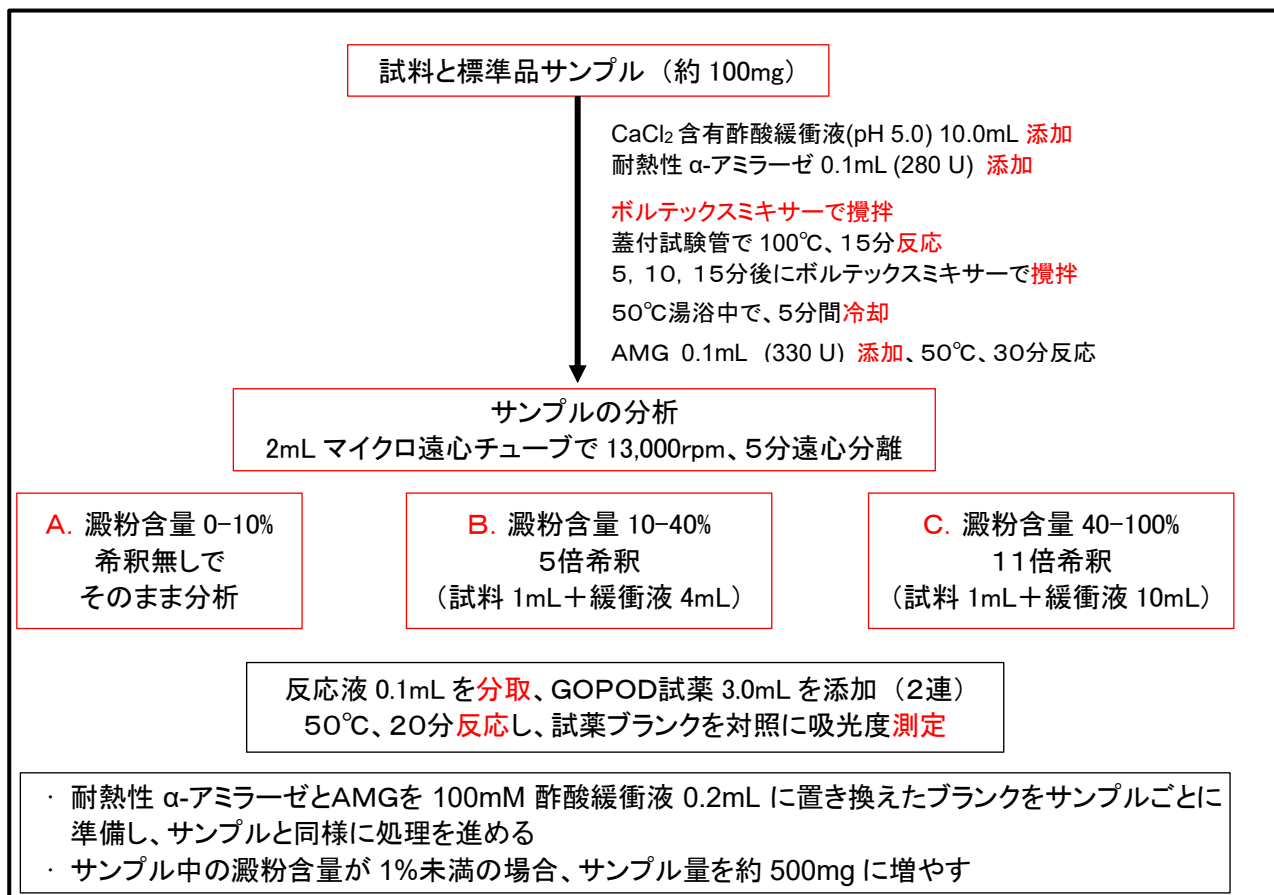 試料と標準品サンプル （約 100mg）
CaCl₂ 含有酢酸緩衝液(pH 5.0) 10.0mL 添加
耐熱性 α-アミラーゼ 0.1mL (280 U) 添加
ボルテックスミキサーで攪拌
蓋付試験管で 100℃、１５分反応
５，１０，１５分後にボルテックスミキサーで攪拌
５０℃湯浴中で、５分間冷却
AMG 0.1mL (330 U) 添加、５０℃、３０分反応
サンプルの分析
2mL マイクロ遠心チューブで 13,000rpm、５分遠心分離
Ａ．澱粉含量 0-10%
希釈無しで
そのまま分析
Ｂ．澱粉含量 10-40%
５倍希釈
（試料 1mL＋緩衝液 4mL）
Ｃ．澱粉含量 40-100%
１１倍希釈
（試料 1mL＋緩衝液 10mL）
反応液 0.1mL を分取、GOPOD試薬 3.0mL を添加 （２連）
５０℃、２０分反応し、試薬ブランクを対照に吸光度測定
· 耐熱性 α-アミラーゼとAMGを 100mM 酢酸緩衝液 0.2mL に置き換えたブランクをサンプルごとに
準備し、サンプルと同様に処理を進める
· サンプル中の澱粉含量が 1%未満の場合、サンプル量を約 500mg に増やす